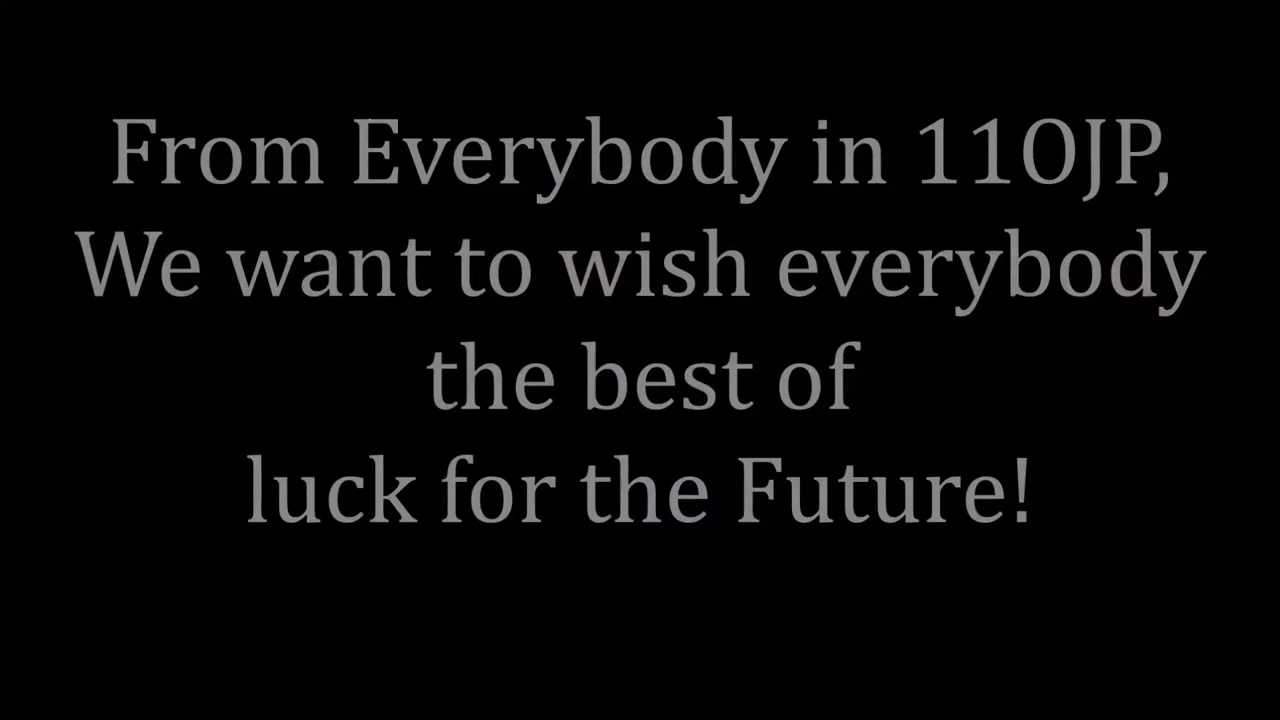 From Everybody in 11OJP,
We want to wish everybody
the best of
luck for the Future!